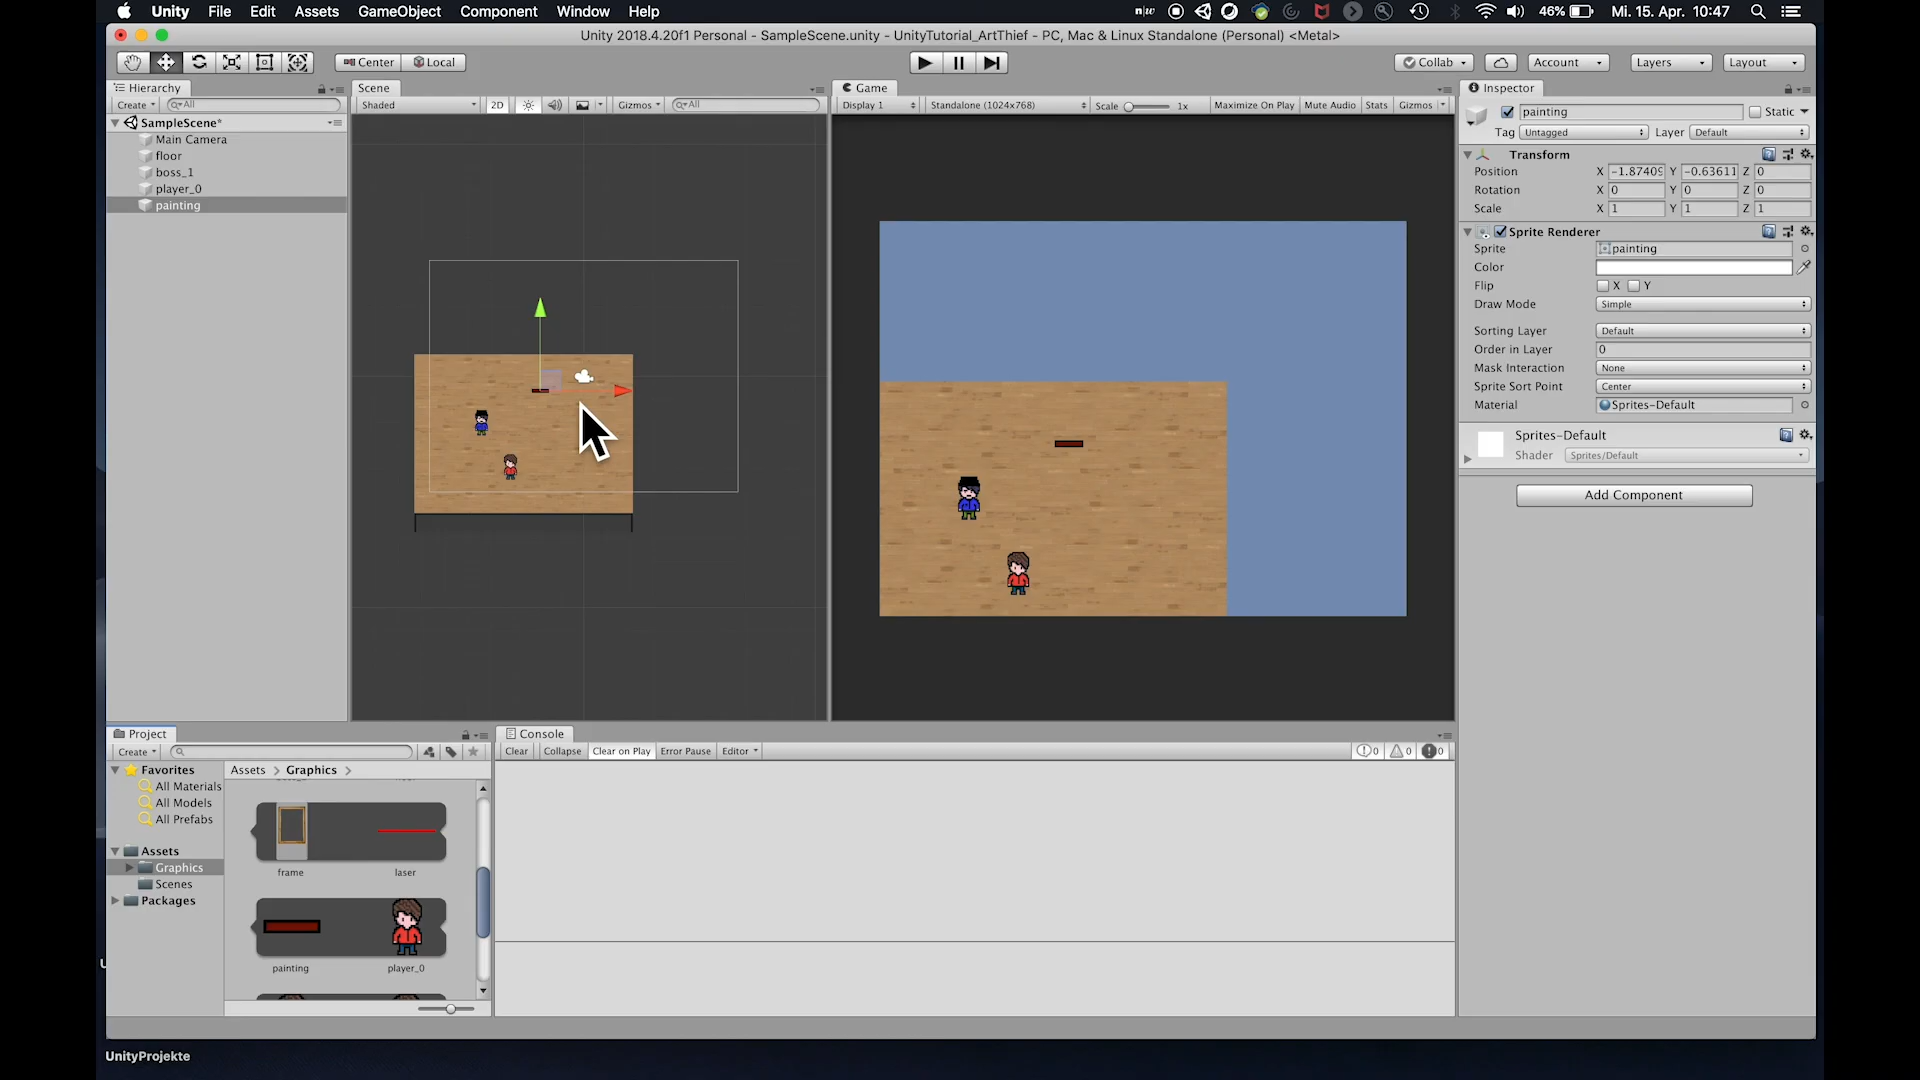 Unity File Edit Assets GameObject Component Window Help
n|w 46% Mi. 15. Apr. 10:47
Unity 2018.4.20f1 Personal - SampleScene.unity - UnityTutorial_ArtThief - PC, Mac & Linux Standalone (Personal) <Metal>
Center Local
Collab Account Layers Layout
Hierarchy
Create All
SampleScene*
Main Camera
floor
boss_1
player_0
painting
Scene
Shaded 2D Gizmos All
Game
Display 1 Standalone (1024x768) Scale 1x Maximize On Play Mute Audio Stats Gizmos
Inspector
painting Static
Tag Untagged Layer Default
Transform
Position X -1.87409 Y -0.63611 Z 0
Rotation X 0 Y 0 Z 0
Scale X 1 Y 1 Z 1
Sprite Renderer
Sprite painting
Color
Flip X Y
Draw Mode Simple
Sorting Layer Default
Order in Layer 0
Mask Interaction None
Sprite Sort Point Center
Material Sprites-Default
Sprites-Default
Shader Sprites/Default
Add Component
Project
Create
Favorites
All Materials
All Models
All Prefabs
Assets
Graphics
Scenes
Packages
Assets > Graphics >
frame laser
painting player_0
Console
Clear Collapse Clear on Play Error Pause Editor 0 0 0
UnityProjekte